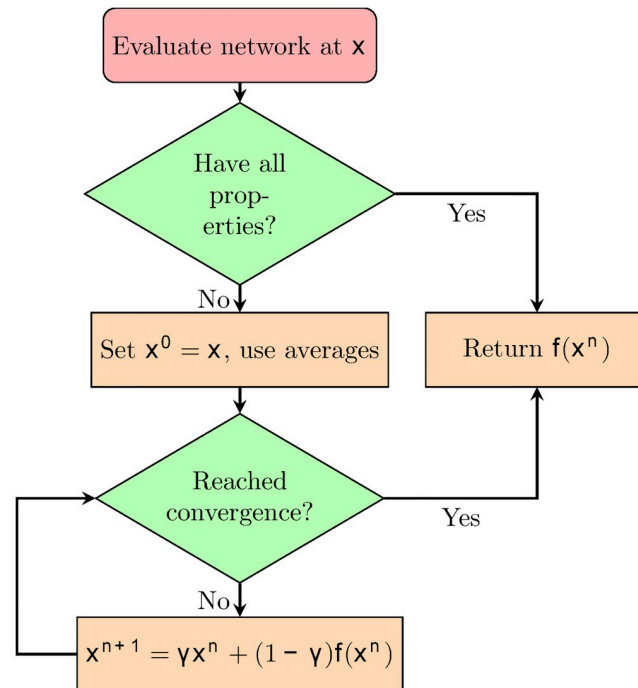 Evaluate network at x
Have all
prop-
erties?
Yes
No
Set x⁰ = x, use averages
Return f(xⁿ)
Reached
convergence?
Yes
No
xⁿ⁺¹ = γxⁿ + (1 − γ)f(xⁿ)